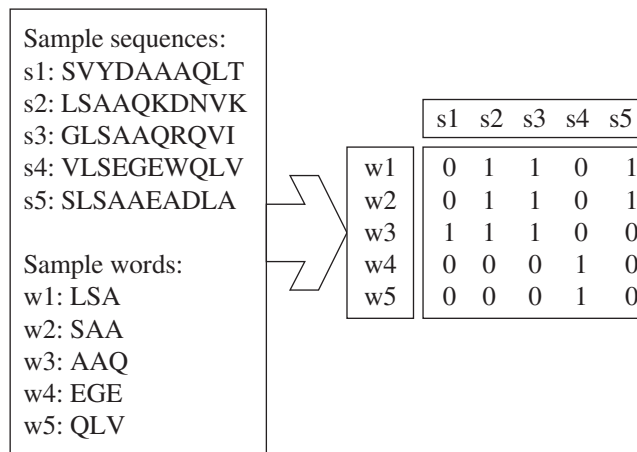 Sample sequences:
s1: SVYDAAAQLT
s2: LSAAQKDNVK
s3: GLSAAQRQVI
s4: VLSEGEWQLV
s5: SLSAAEADLA
Sample words:
w1: LSA
w2: SAA
w3: AAQ
w4: EGE
w5: QLV
s1 s2 s3 s4 s5
w1 0 1 1 0 1
w2 0 1 1 0 1
w3 1 1 1 0 0
w4 0 0 0 1 0
w5 0 0 0 1 0